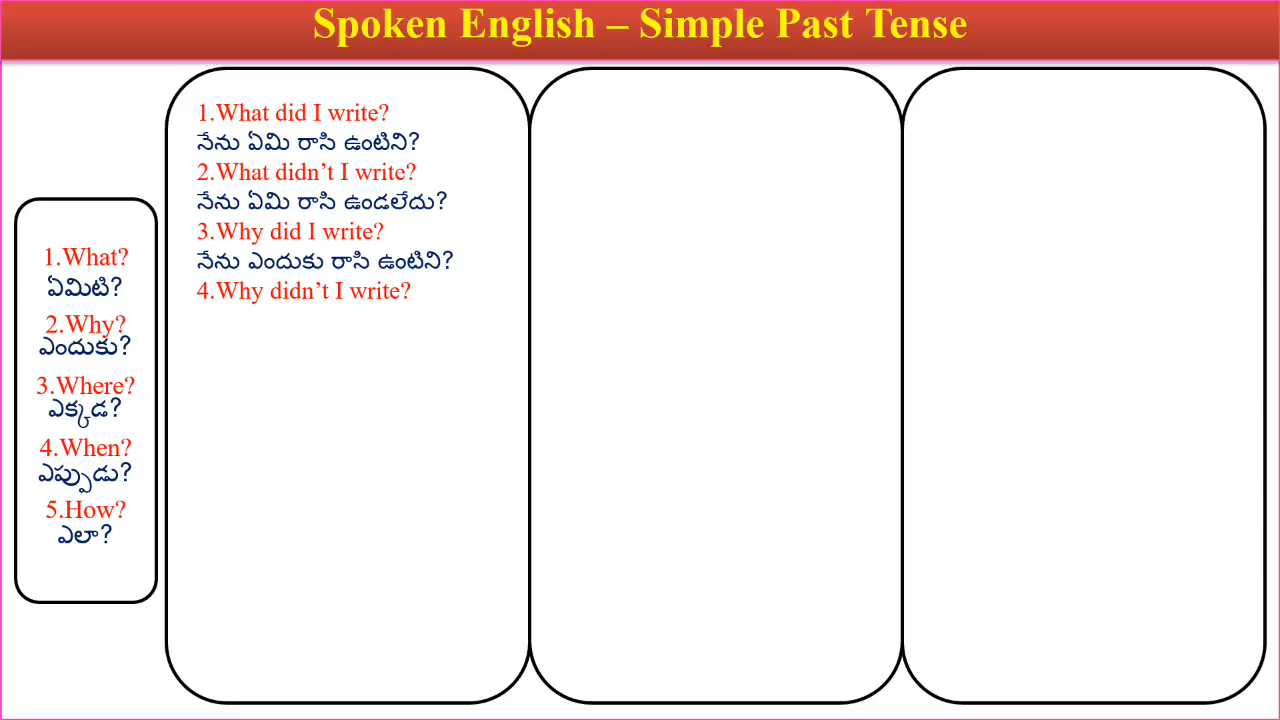 Spoken English – Simple Past Tense
1.What?
ఏమిటి?
2.Why?
ఎందుకు?
3.Where?
ఎక్కడ?
4.When?
ఎప్పుడు?
5.How?
ఎలా?
1.What did I write?
నేను ఏమి రాసి ఉంటిని?
2.What didn’t I write?
నేను ఏమి రాసి ఉండలేదు?
3.Why did I write?
నేను ఎందుకు రాసి ఉంటిని?
4.Why didn’t I write?